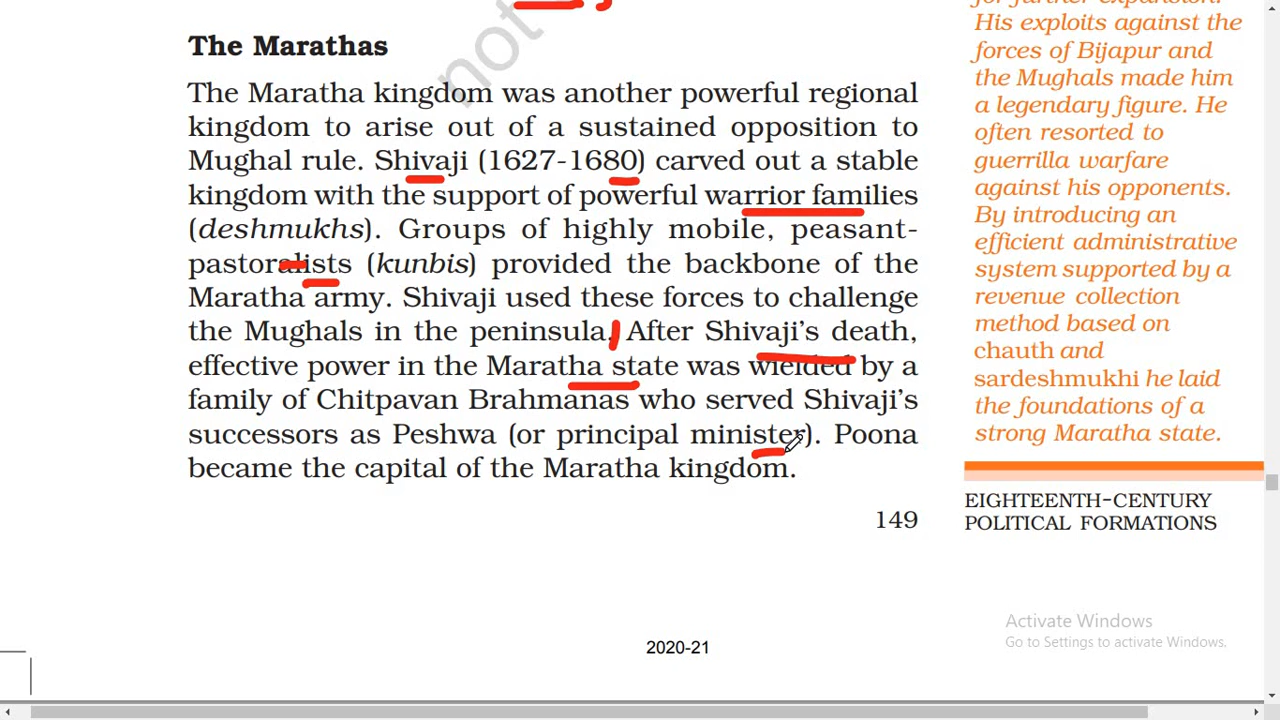 not
The Marathas
The Maratha kingdom was another powerful regional
kingdom to arise out of a sustained opposition to
Mughal rule. Shivaji (1627-1680) carved out a stable
kingdom with the support of powerful warrior families
(deshmukhs). Groups of highly mobile, peasant-
pastoralists (kunbis) provided the backbone of the
Maratha army. Shivaji used these forces to challenge
the Mughals in the peninsula. After Shivaji's death,
effective power in the Maratha state was wielded by a
family of Chitpavan Brahmanas who served Shivaji's
successors as Peshwa (or principal minister). Poona
became the capital of the Maratha kingdom.
149
for further expansion.
His exploits against the
forces of Bijapur and
the Mughals made him
a legendary figure. He
often resorted to
guerrilla warfare
against his opponents.
By introducing an
efficient administrative
system supported by a
revenue collection
method based on
chauth and
sardeshmukhi he laid
the foundations of a
strong Maratha state.
EIGHTEENTH-CENTURY
POLITICAL FORMATIONS
Activate Windows
Go to Settings to activate Windows.
2020-21